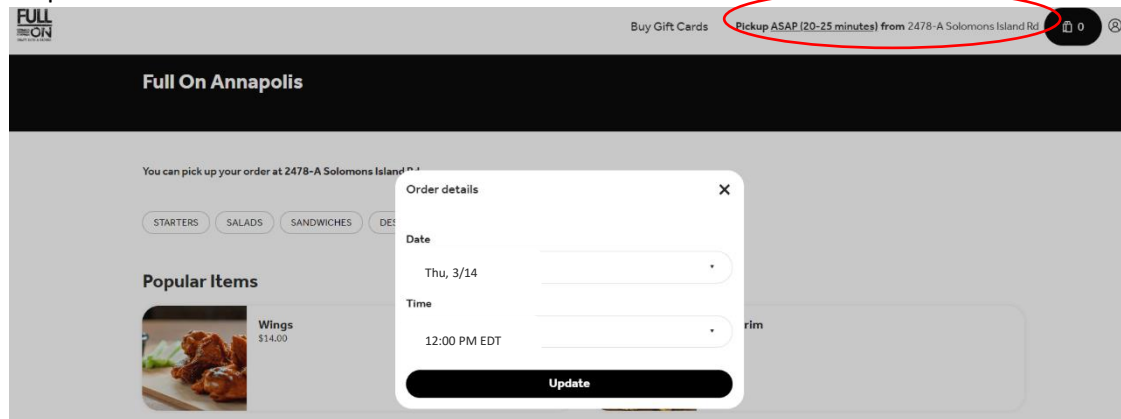 FULL
ON
Buy Gift Cards
Pickup ASAP (20-25 minutes) from 2478-A Solomons Island Rd
0
Full On Annapolis
You can pick up your order at 2478-A Solomons Island
Order details
STARTERS SALADS SANDWICHES DES
Date
Thu, 3/14
Popular Items
Time
12:00 PM EDT
Wings
$14.00
rim
Update